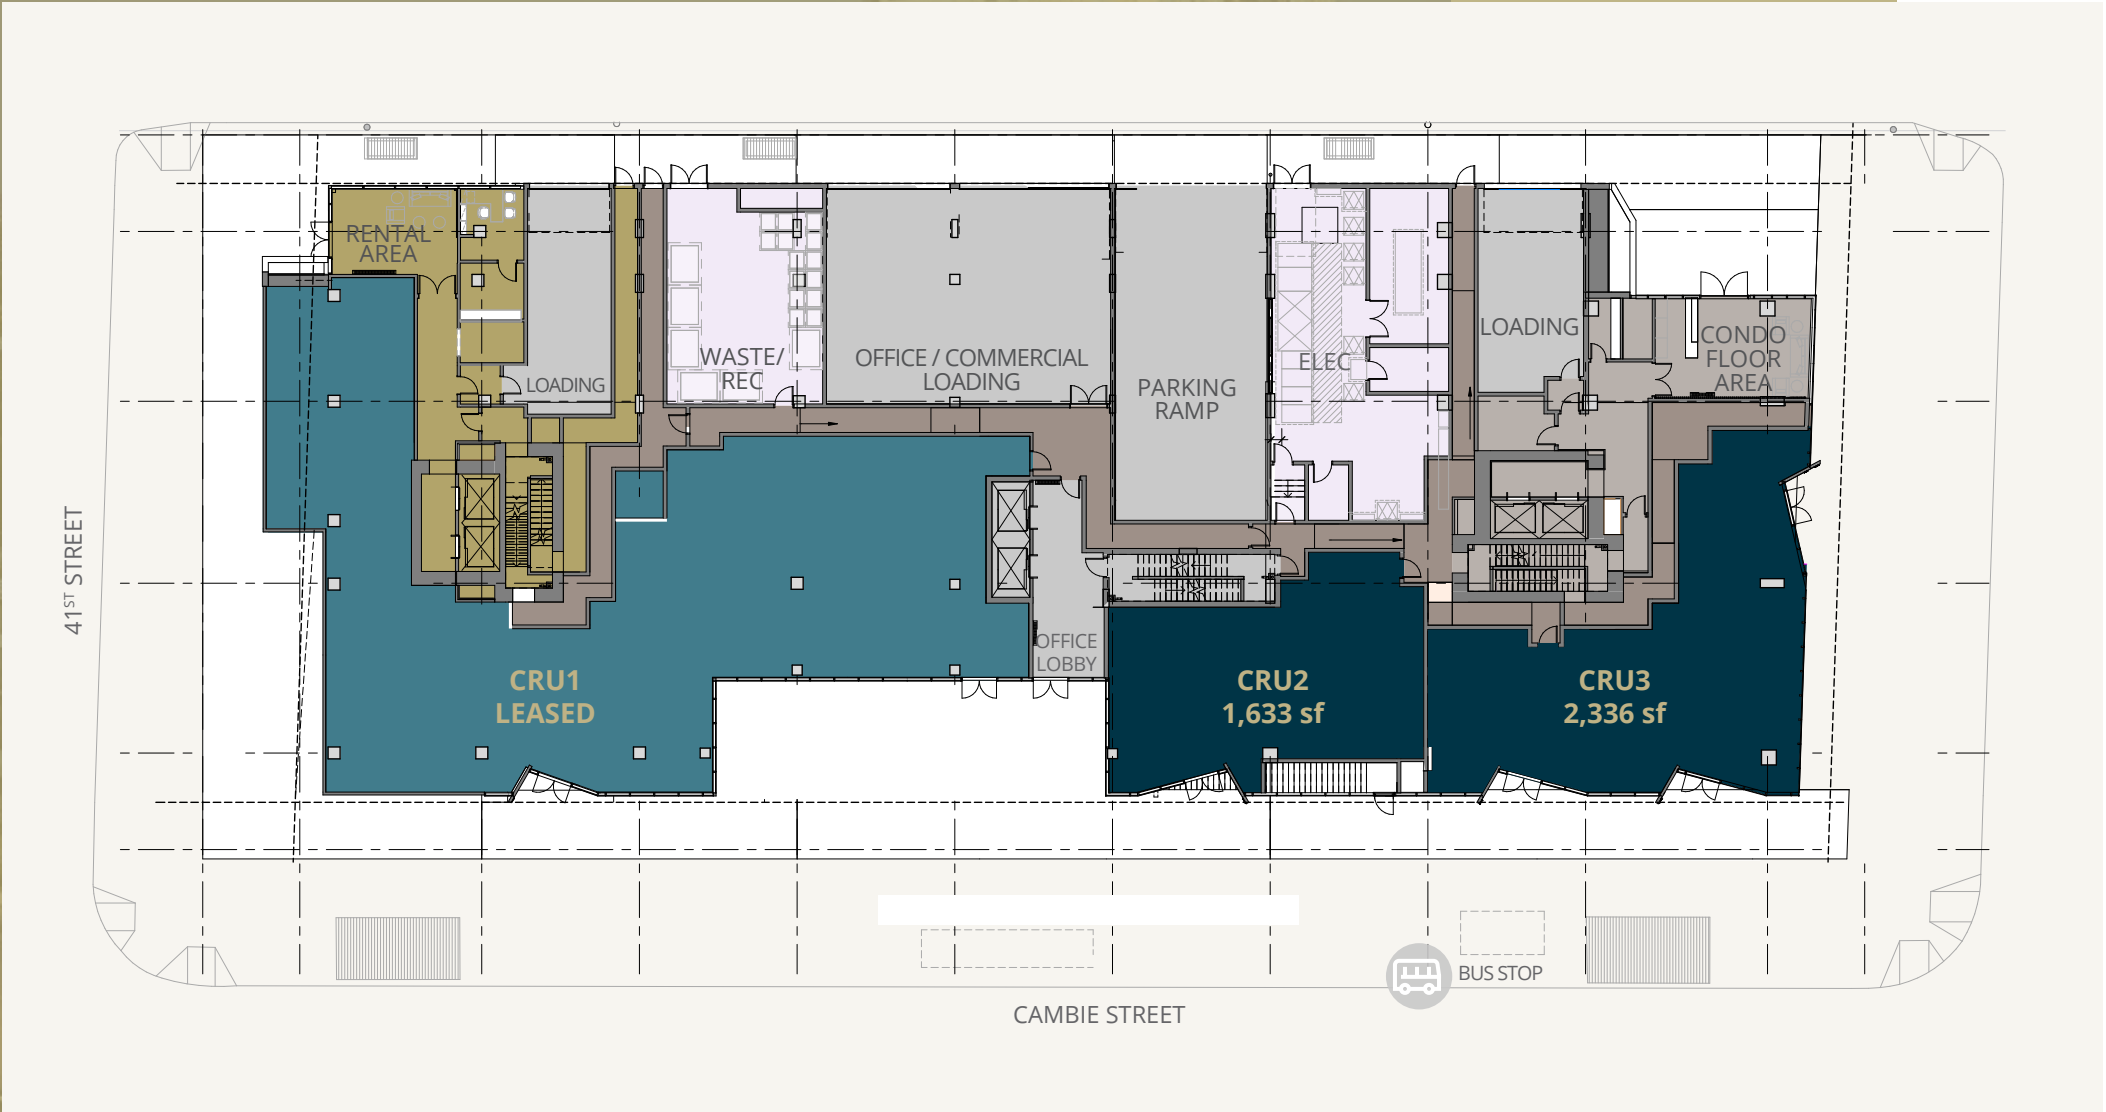 RENTAL
AREA
LOADING
WASTE/
REC
OFFICE / COMMERCIAL
LOADING
PARKING
RAMP
ELEC
LOADING
CONDO
FLOOR
AREA
41ST STREET
OFFICE
LOBBY
CRU1
LEASED
CRU2
1,633 sf
CRU3
2,336 sf
BUS STOP
CAMBIE STREET